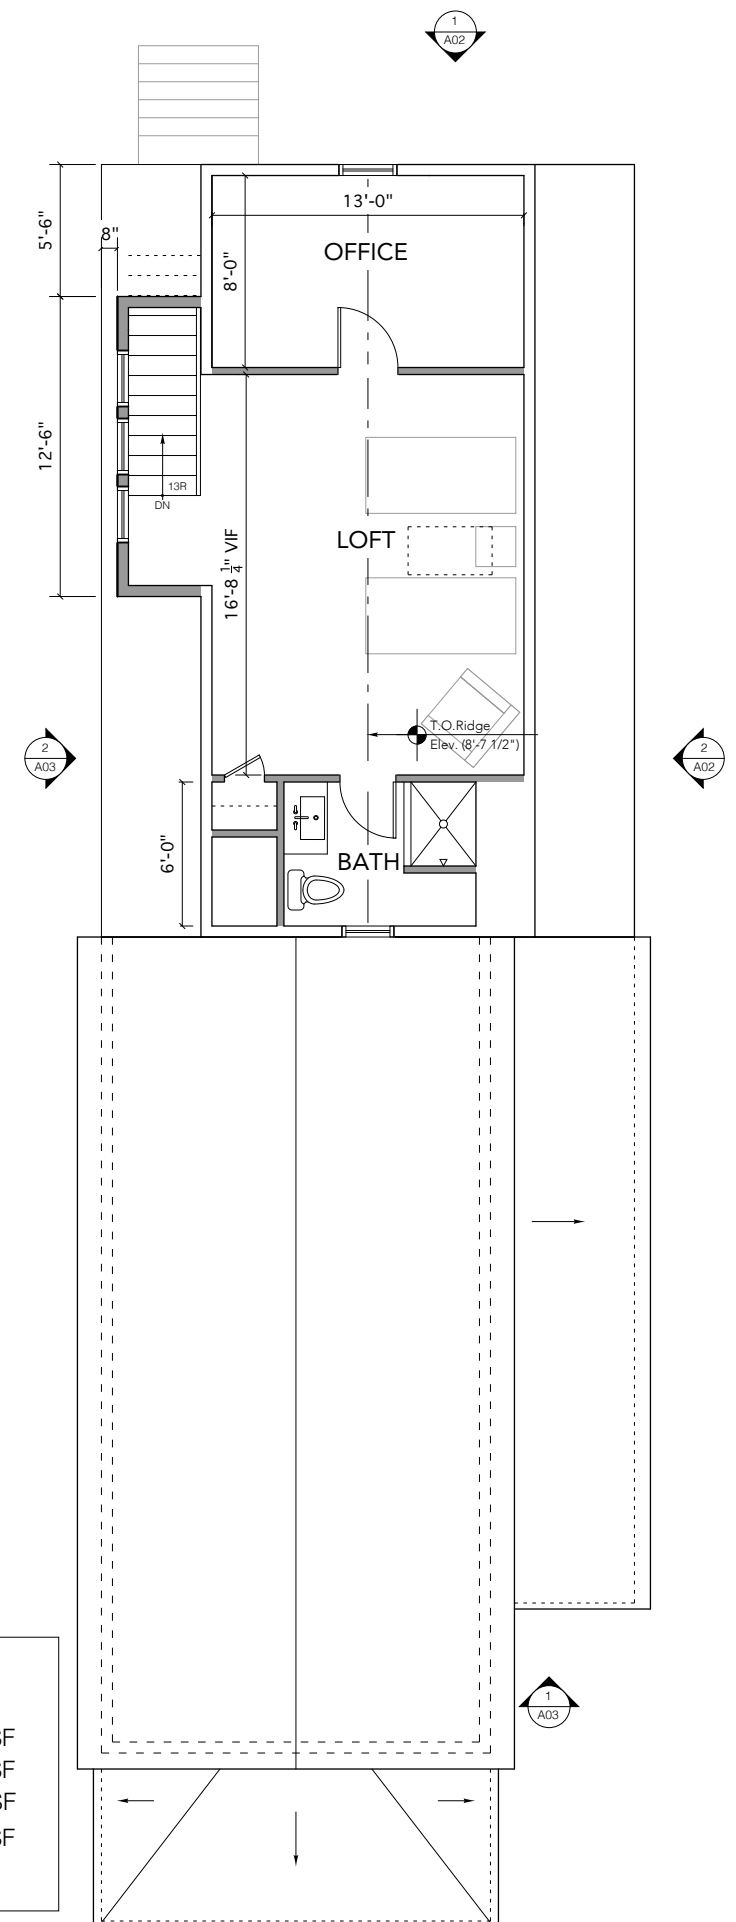 1
A02
13'-0"
5'-6"
8"
OFFICE
8'-0"
12'-6"
13R
DN
LOFT
16'-8 1/4" VIF
T.O.Ridge
Elev. (8'-7 1/2")
2
A03
2
A02
6'-0"
BATH
1
A03
SF
SF
SF
SF